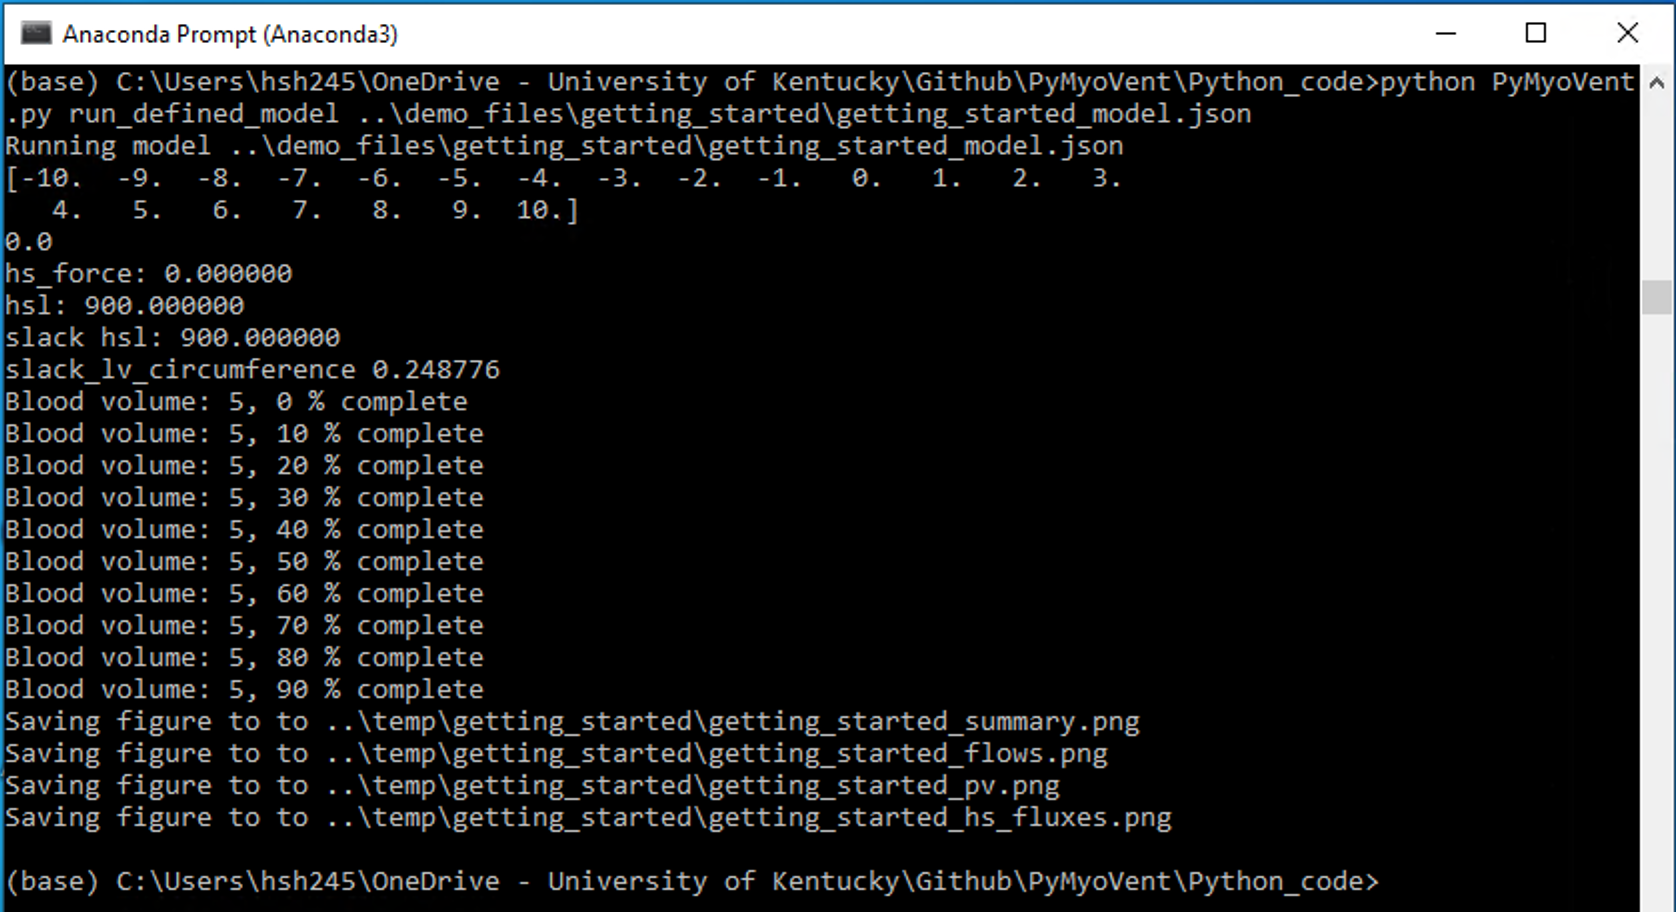 Anaconda Prompt (Anaconda3)
(base) C:\Users\hsh245\OneDrive - University of Kentucky\Github\PyMyoVent\Python_code>python PyMyoVent
.py run_defined_model ..\demo_files\getting_started\getting_started_model.json
Running model ..\demo_files\getting_started\getting_started_model.json
[-10.  -9.  -8.  -7.  -6.  -5.  -4.  -3.  -2.  -1.   0.   1.   2.   3.
   4.   5.   6.   7.   8.   9.  10.]
0.0
hs_force: 0.000000
hsl: 900.000000
slack hsl: 900.000000
slack_lv_circumference 0.248776
Blood volume: 5, 0 % complete
Blood volume: 5, 10 % complete
Blood volume: 5, 20 % complete
Blood volume: 5, 30 % complete
Blood volume: 5, 40 % complete
Blood volume: 5, 50 % complete
Blood volume: 5, 60 % complete
Blood volume: 5, 70 % complete
Blood volume: 5, 80 % complete
Blood volume: 5, 90 % complete
Saving figure to to ..\temp\getting_started\getting_started_summary.png
Saving figure to to ..\temp\getting_started\getting_started_flows.png
Saving figure to to ..\temp\getting_started\getting_started_pv.png
Saving figure to to ..\temp\getting_started\getting_started_hs_fluxes.png
(base) C:\Users\hsh245\OneDrive - University of Kentucky\Github\PyMyoVent\Python_code>